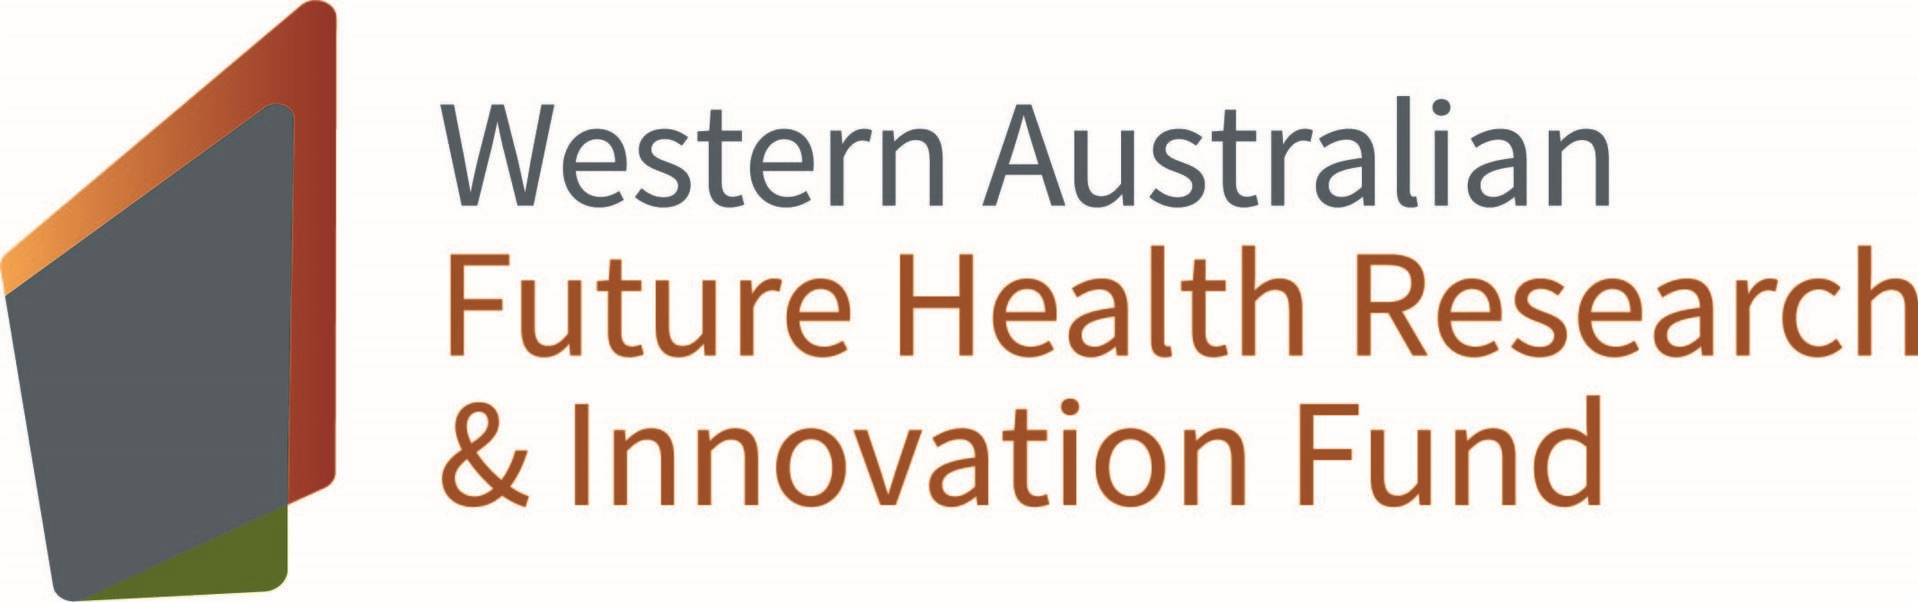 Western Australian
Future Health Research
& Innovation Fund